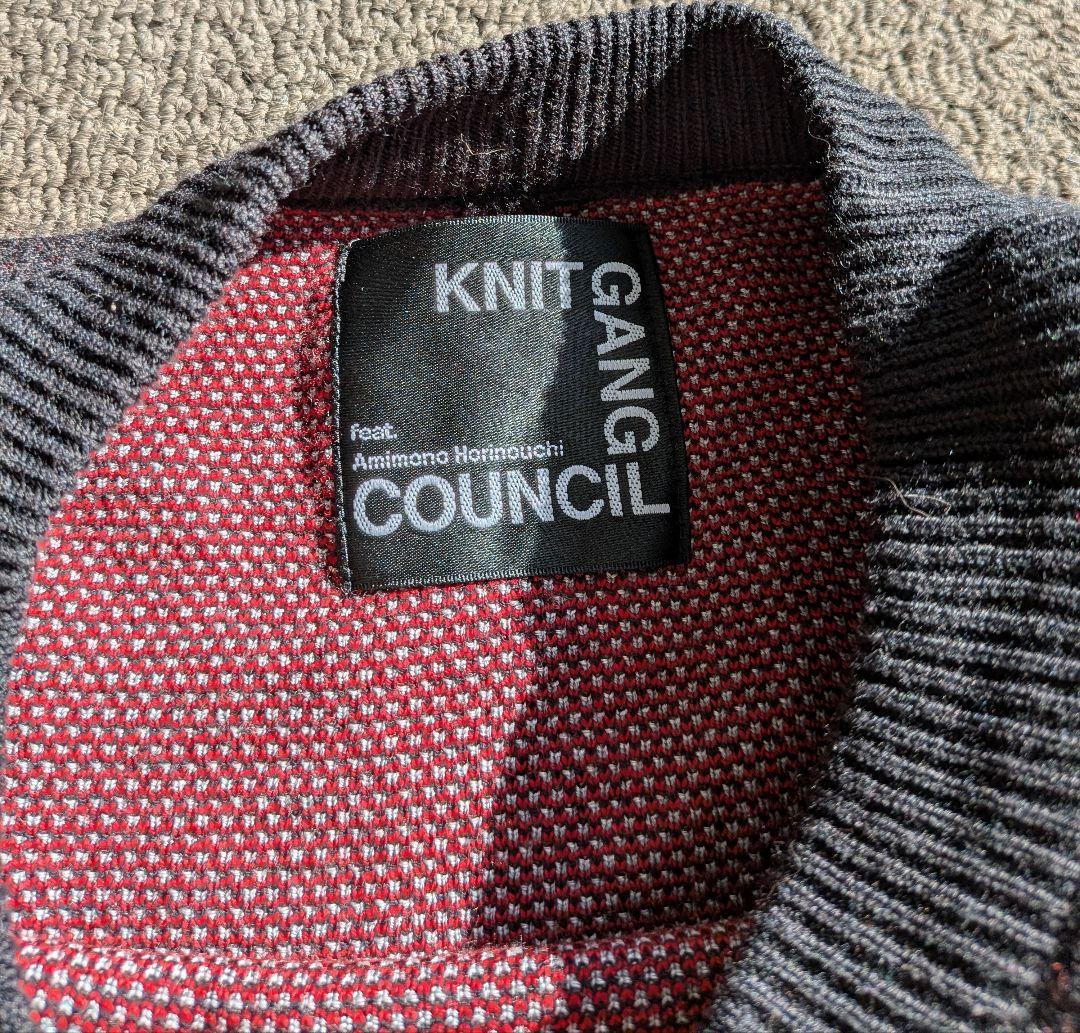 KNIT
GANG
feat.
Amimono Horinouchi
COUNCIL